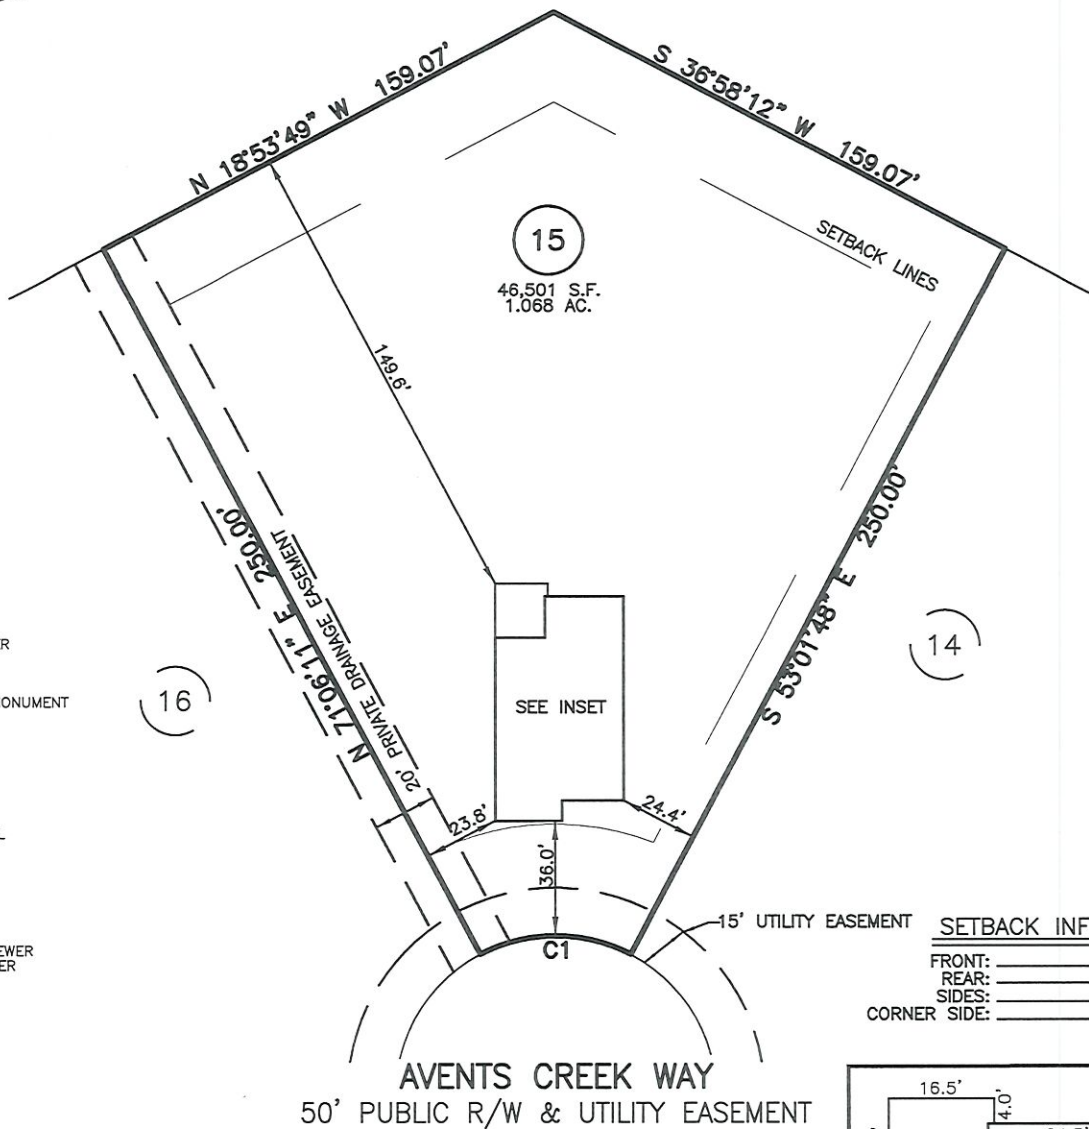 N 18°53'49" W 159.07'
S 36°58'12" W 159.07'
15
46,501 S.F.
1.068 AC.
SETBACK LINES
149.6'
N 71°06'11" E 250.00'
20' PRIVATE DRAINAGE EASEMENT
S 53°01'48" E 250.00'
16
14
SEE INSET
23.8'
24.4'
36.0'
C1
15' UTILITY EASEMENT
SETBACK INF
FRONT:
REAR:
SIDES:
CORNER SIDE:
AVENTS CREEK WAY
50' PUBLIC R/W & UTILITY EASEMENT
16.5'
4.0'
ER
MONUMENT
EWER
ER